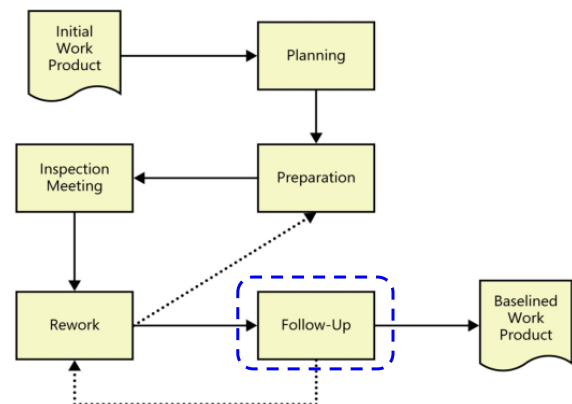 Initial
Work
Product
Planning
Inspection
Meeting
Preparation
Rework
Follow-Up
Baselined
Work
Product